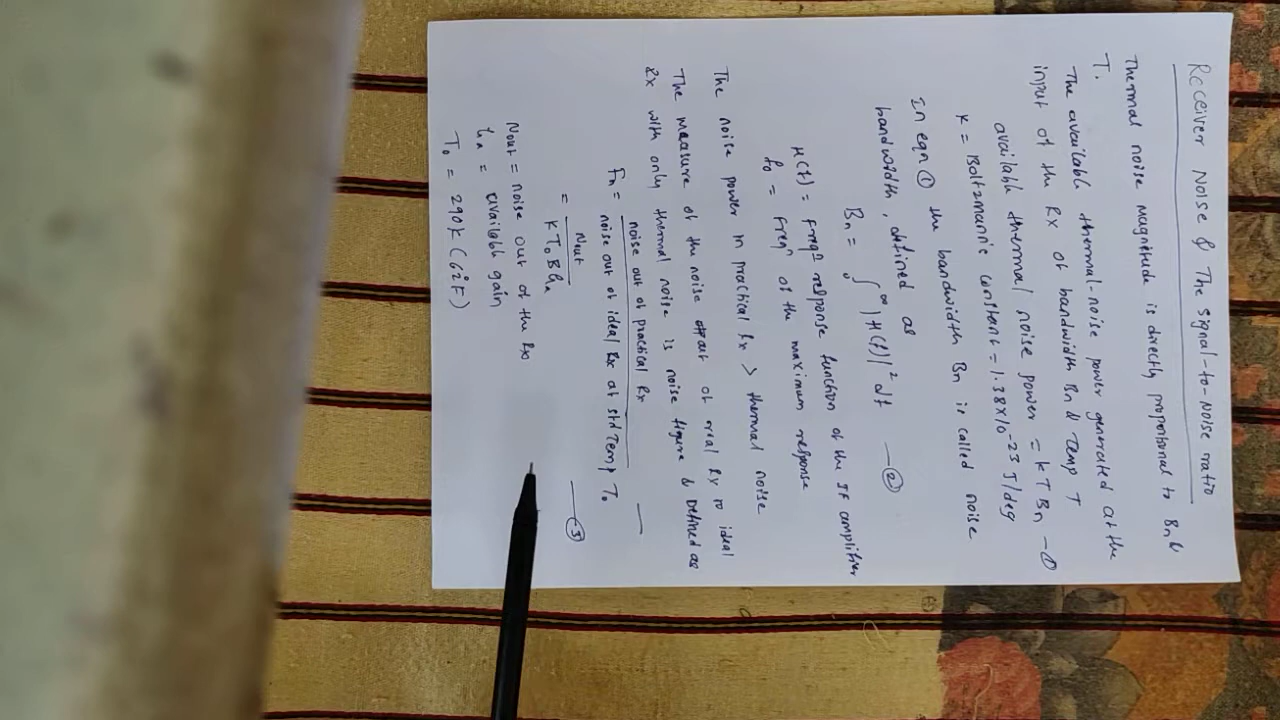 Receiver Noise & The Signal-to-Noise ratio
Thermal noise magnitude is directly proportional to Bn &
T.
The available thermal-noise power generated at the
input of the Rx of bandwidth Bn & Temp T
available thermal noise power = kTBn —①
K = Boltzmann's constant = 1.38×10-23 J/deg
In eqn ① the bandwidth Bn is called noise
bandwidth, defined as
Bn = ∫₀^∞ |H(f)|² df —②
H(f) = freqⁿ response function of the IF amplifier
f₀ = Freqⁿ of the maximum response
The noise power in practical Rx > thermal noise
The measure of the noise out of real Rx to ideal
Rx with only thermal noise is noise figure & Defined as
Fn = noise out of practical Rx / noise out of ideal Rx at std Temp T₀ —
= Nout / KT₀BGa —③
Nout = noise out of the Rx
Ga = available gain
T₀ = 290K (62°F)